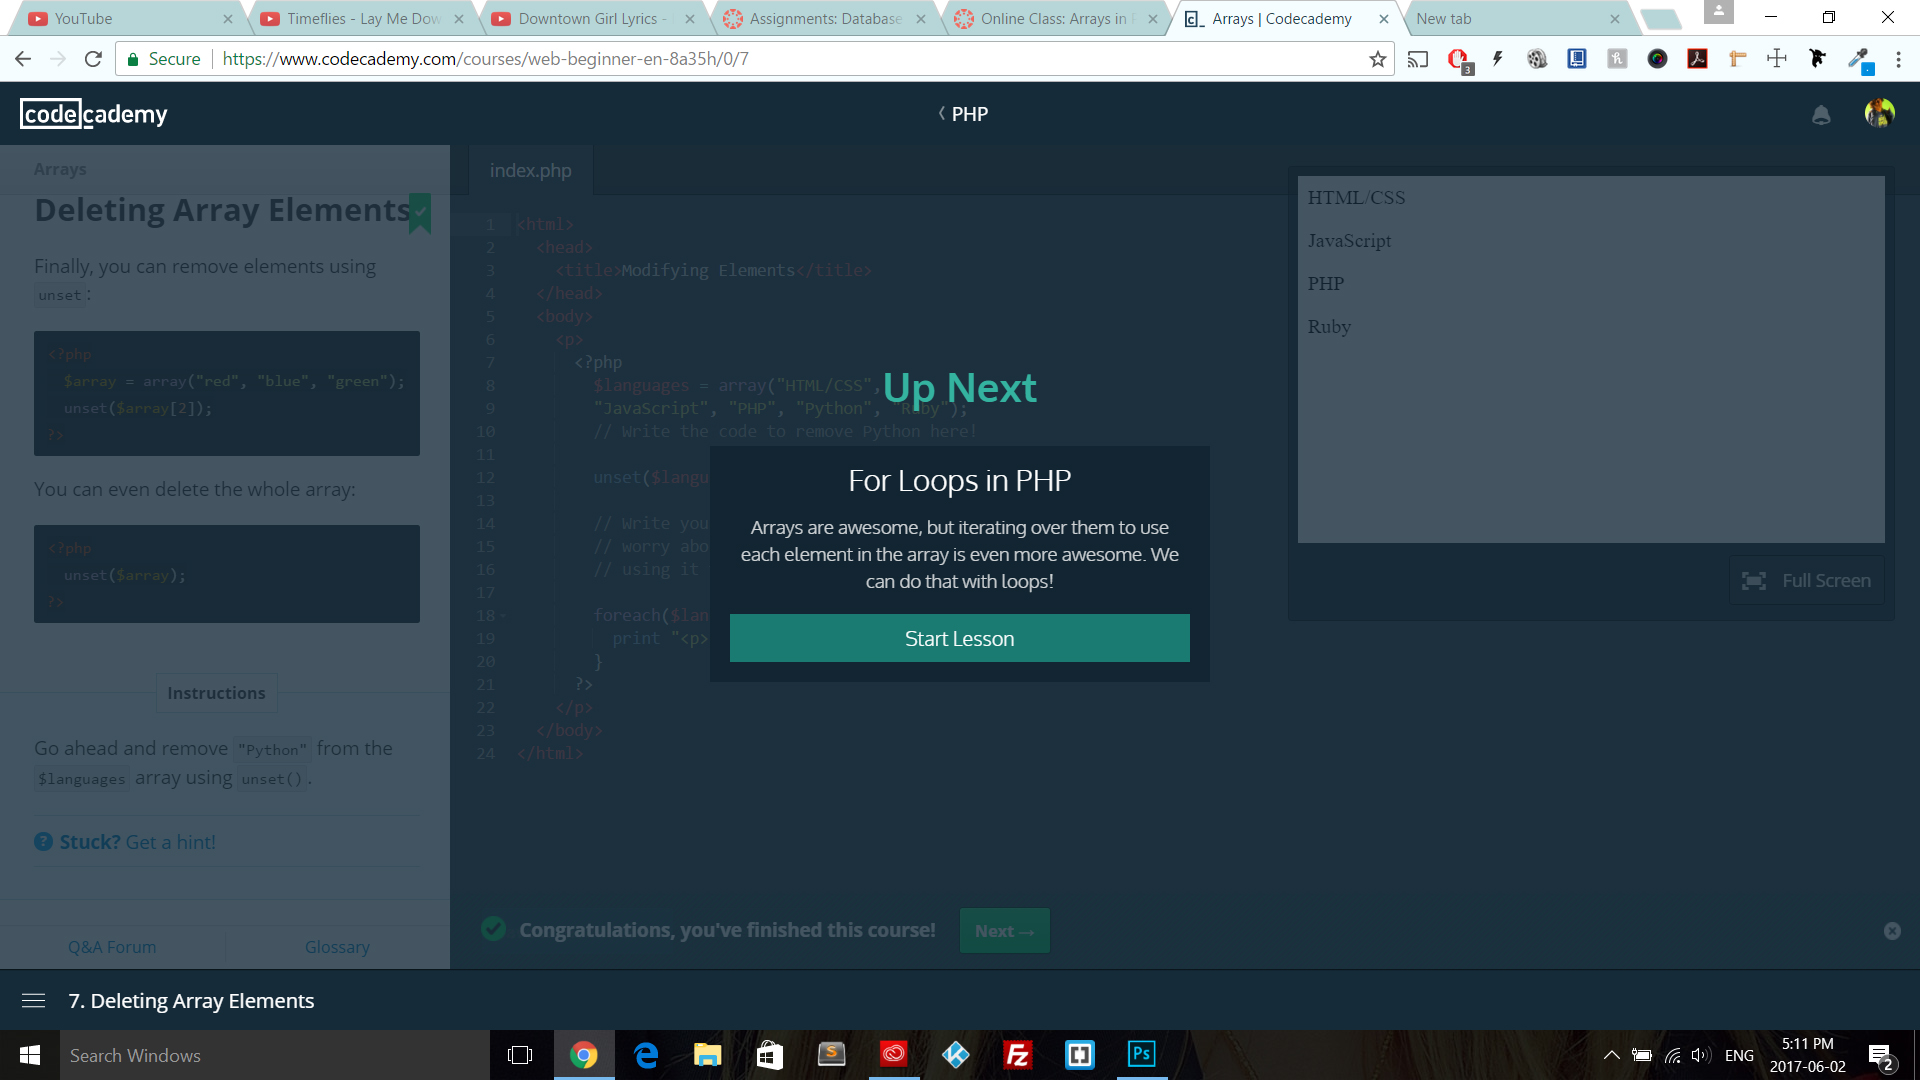 YouTube
Timeflies - Lay Me Dow
Downtown Girl Lyrics -
Assignments: Database
Online Class: Arrays in
Arrays | Codecademy
New tab
Secure
https://www.codecademy.com/courses/web-beginner-en-8a35h/0/7
3
codecademy
PHP
Arrays
Deleting Array Elements
Finally, you can remove elements using
unset:
<?php
$array = array("red", "blue", "green");
unset($array[2]);
?>
You can even delete the whole array:
<?php
unset($array);
?>
Instructions
Go ahead and remove "Python" from the
$languages array using unset().
Stuck? Get a hint!
Q&A Forum
Glossary
index.php
1 <html>
2 <head>
3 <title>Modifying Elements</title>
4 </head>
5 <body>
6 <p>
7 <?php
8 $languages = array("HTML/CSS",
9 "JavaScript", "PHP", "Python", "Ruby");
10 // Write the code to remove Python here!
11
12 unset($langu
13
14 // Write you
15 // worry abo
16 // using it
17
18 foreach($lan
19 print "<p>
20 }
21 ?>
22 </p>
23 </body>
24 </html>
Up Next
For Loops in PHP
Arrays are awesome, but iterating over them to use
each element in the array is even more awesome. We
can do that with loops!
Start Lesson
HTML/CSS
JavaScript
PHP
Ruby
Full Screen
Congratulations, you've finished this course!
Next →
7. Deleting Array Elements
Search Windows
ENG
5:11 PM
2017-06-02
2